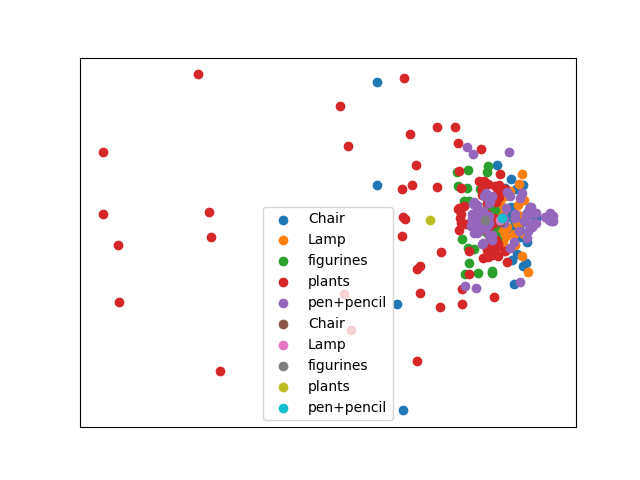 Chair
Lamp
figurines
plants
pen+pencil
Chair
Lamp
figurines
plants
pen+pencil